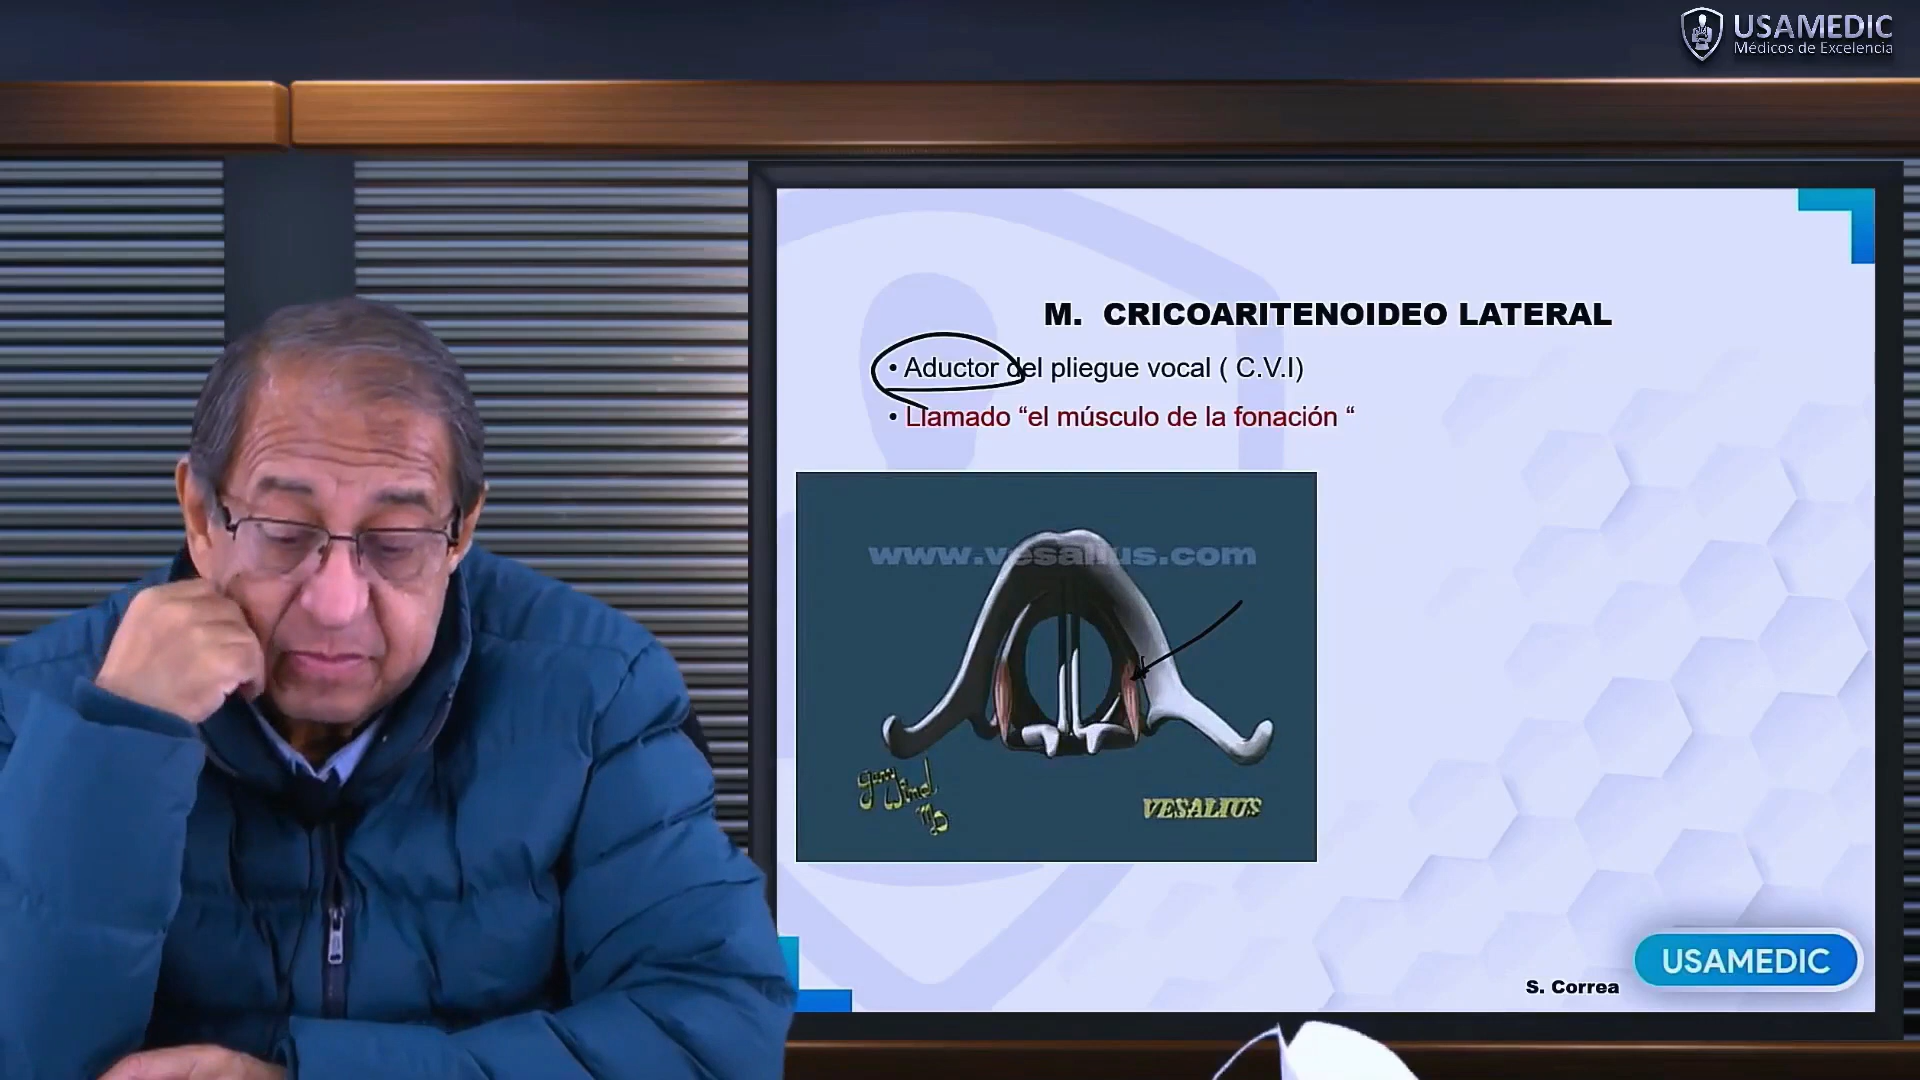 USAMEDIC
Médicos de Excelencia
M. CRICOARITENOIDEO LATERAL
• Aductor del pliegue vocal ( C.V.I)
• Llamado “el músculo de la fonación “
www.vesalius.com
VESALIUS
USAMEDIC
S. Correa